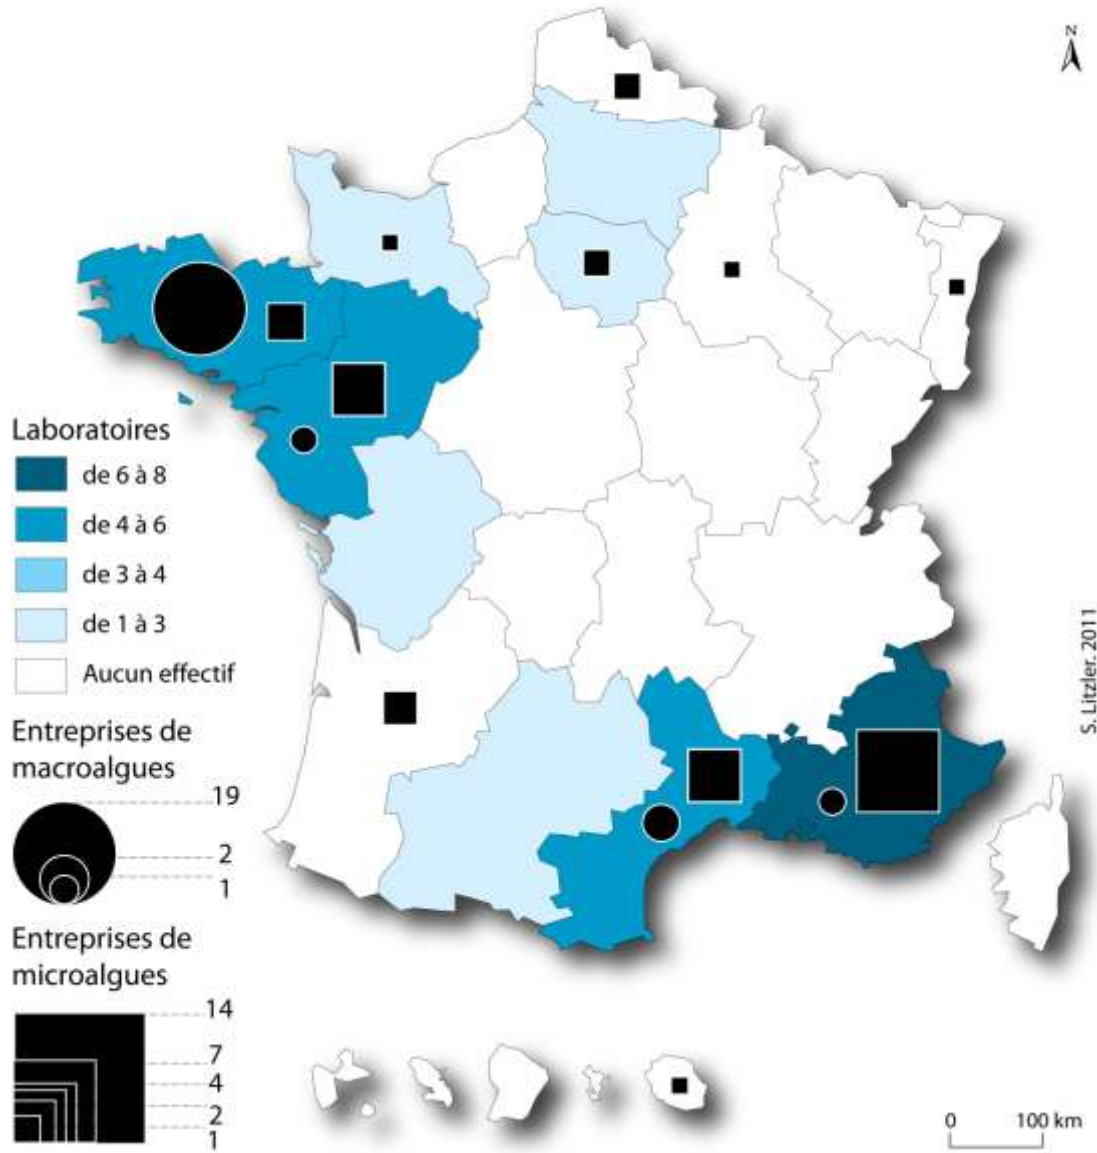 N
Laboratoires
de 6 à 8
de 4 à 6
de 3 à 4
de 1 à 3
Aucun effectif
Entreprises de
macroalgues
19
2
1
Entreprises de
microalgues
14
7
4
2
1
S. Litzler. 2011
0 100 km